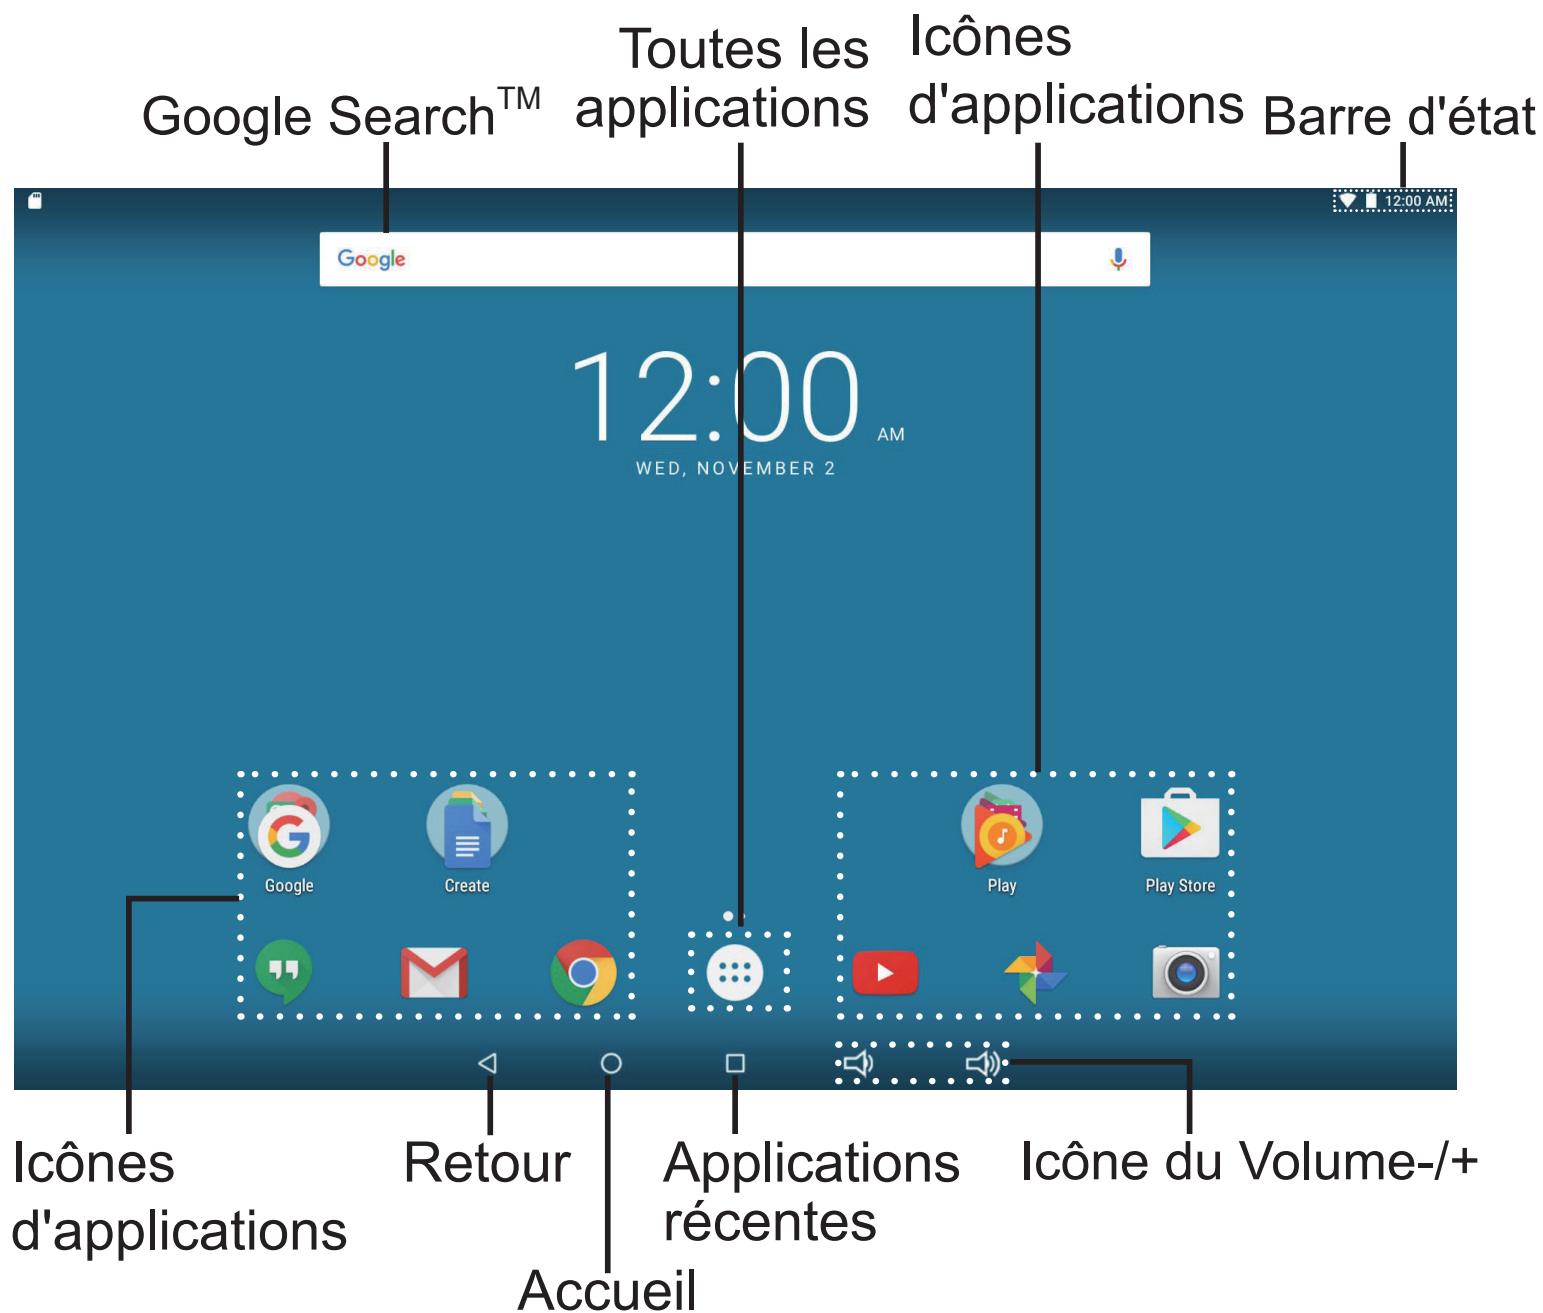 Toutes les
applications
Icônes
d'applications
Google Search™
Barre d'état
12:00 AM
Google
12:00 AM
WED, NOVEMBER 2
Google
Create
Play
Play Store
Icônes
d'applications
Retour
Accueil
Applications
récentes
Icône du Volume-/+